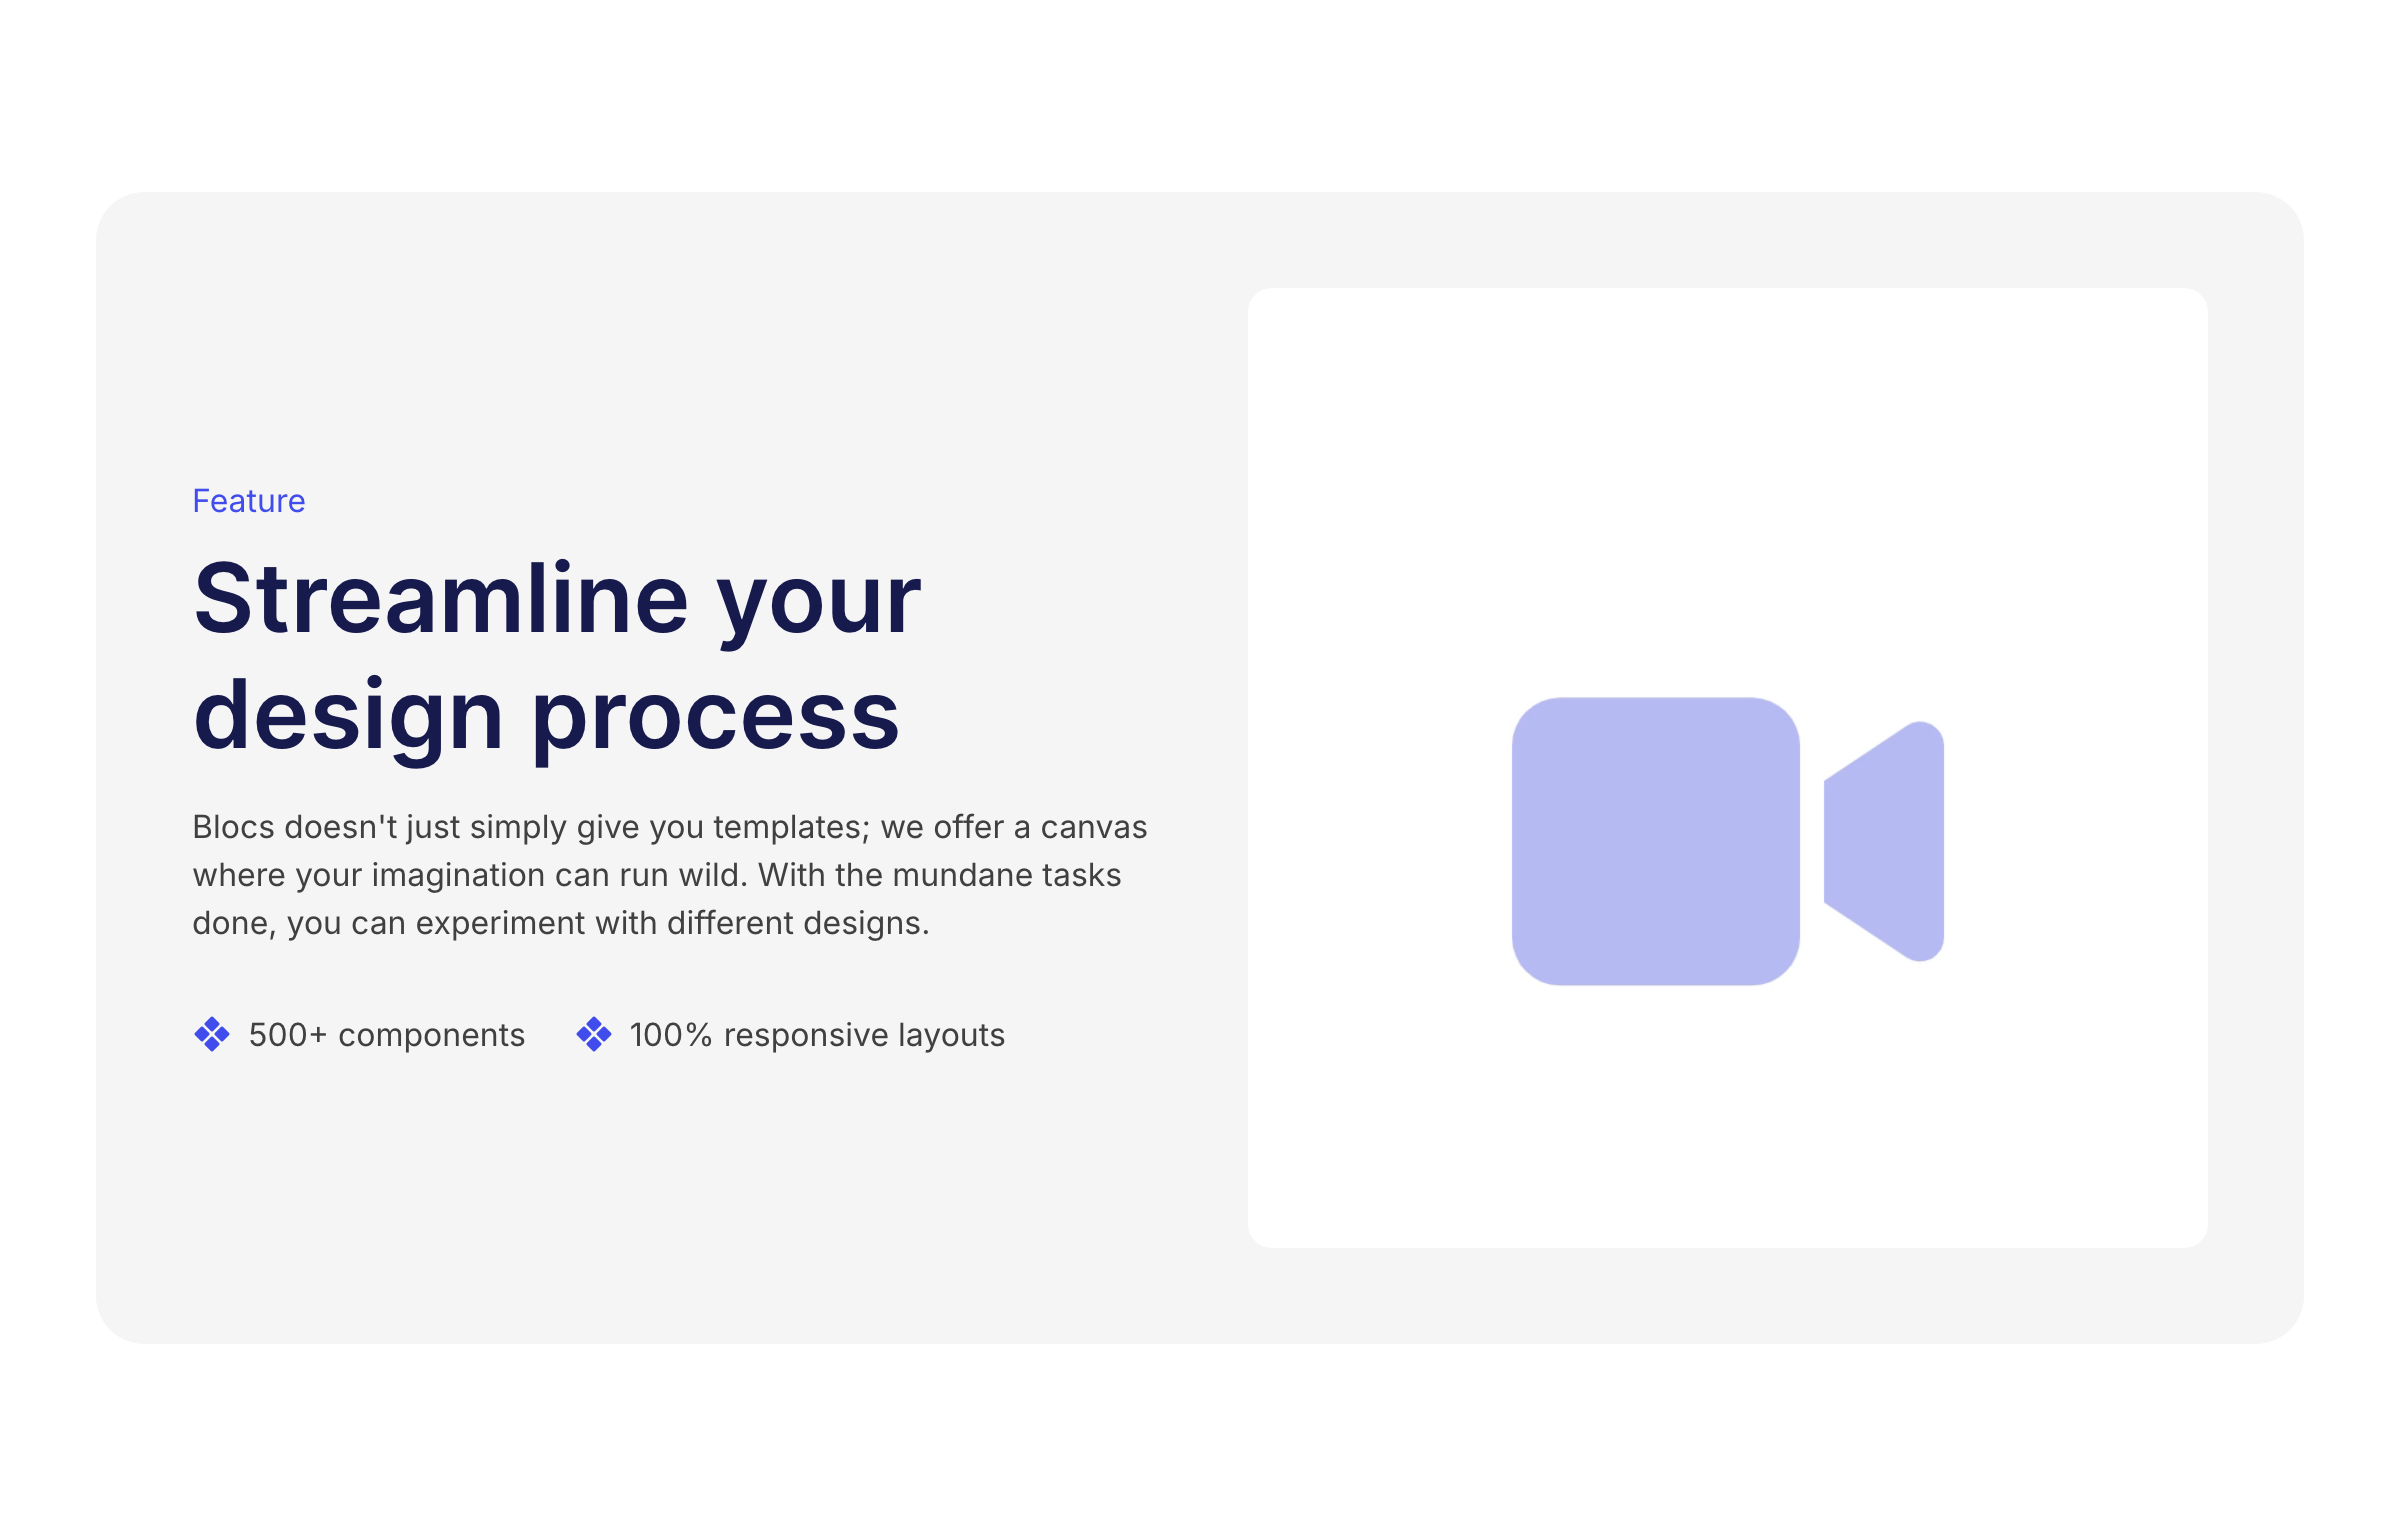 Feature
Streamline your
design process
Blocs doesn't just simply give you templates; we offer a canvas
where your imagination can run wild. With the mundane tasks
done, you can experiment with different designs.
500+ components
100% responsive layouts